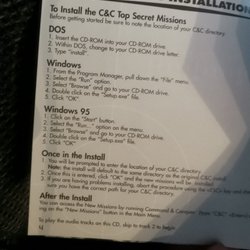 INSTALLATION
To Install the C&C Top Secret Missions
Before getting started be sure to note the location of your C&C directory.
DOS
1. Insert the CD-ROM into your CD-ROM drive.
2. Within DOS, change to your CD-ROM drive letter.
3. Type "install".
Windows
1. From the Program Manager, pull down the "File" menu.
2. Select the "Run" option.
3. Select "Browse" and go to your CD-ROM drive.
4. Double click on the "Setup.exe" file.
5. Click "OK"
Windows 95
1. Click on the "Start" button.
2. Select the "Run..." option on the menu.
3. Select "Browse" and go to your CD-ROM drive.
4. Double click on the "Setup.exe" file.
5. Click "OK"
Once in the Install
1. You will be prompted to enter the location of your C&C directory.
Note: the install will default to the same directory as the original C&C install.
2. Once this is entered, click "OK" and the new missions will be installed.
3. If you are having problems installing, abort the procedure using the <Esc> key and make
sure you have the correct path for your C&C directory.
After the Install
You can access the New Missions by running Command & Conquer from "C&C"
ing on the "New Missions" button in the Main Menu.
To play the audio tracks on this CD, skip track 2 to begin
4